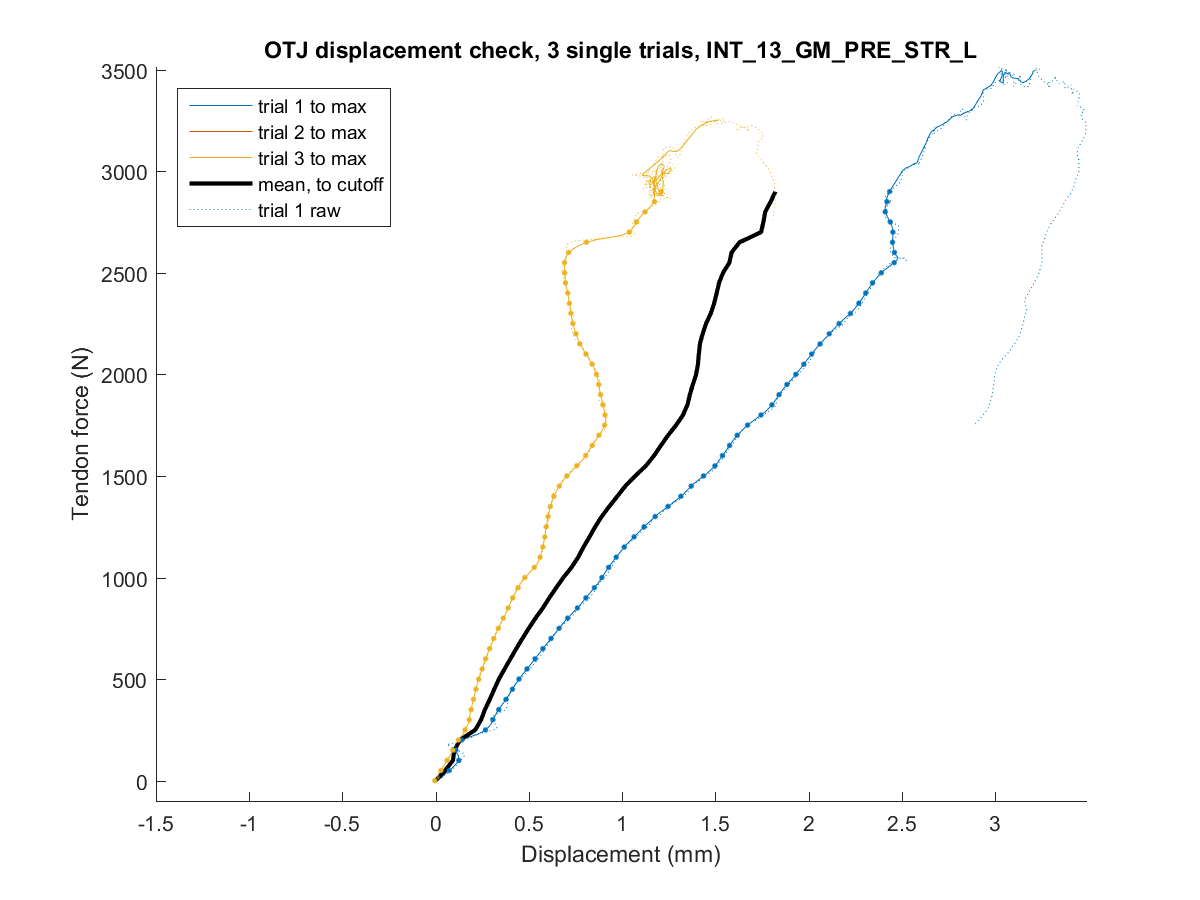 OTJ displacement check, 3 single trials, INT_13_GM_PRE_STR_L
3500
3000
2500
2000
1500
1000
500
0
trial 1 to max
trial 2 to max
trial 3 to max
mean, to cutoff
trial 1 raw
Tendon force (N)
-1.5 -1 -0.5 0 0.5 1 1.5 2 2.5 3
Displacement (mm)